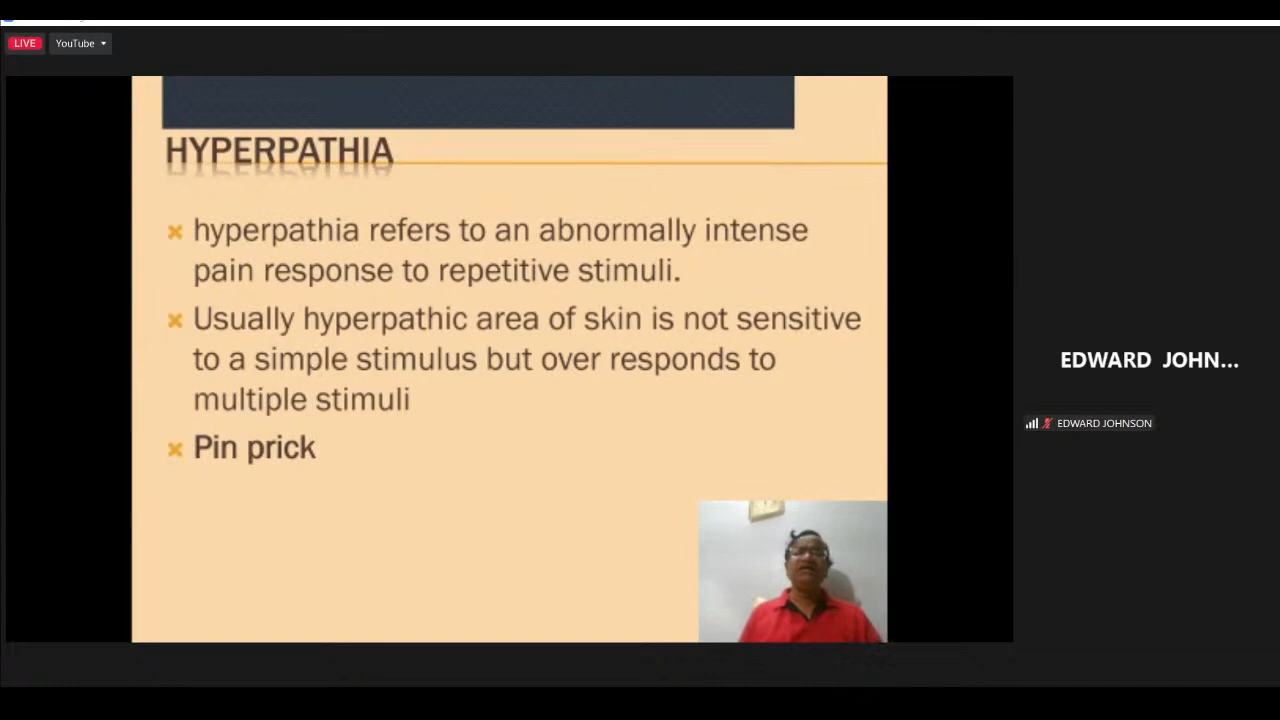 LIVE
YouTube
HYPERPATHIA
hyperpathia refers to an abnormally intense
pain response to repetitive stimuli.
Usually hyperpathic area of skin is not sensitive
to a simple stimulus but over responds to
multiple stimuli
Pin prick
EDWARD JOHN...
EDWARD JOHNSON